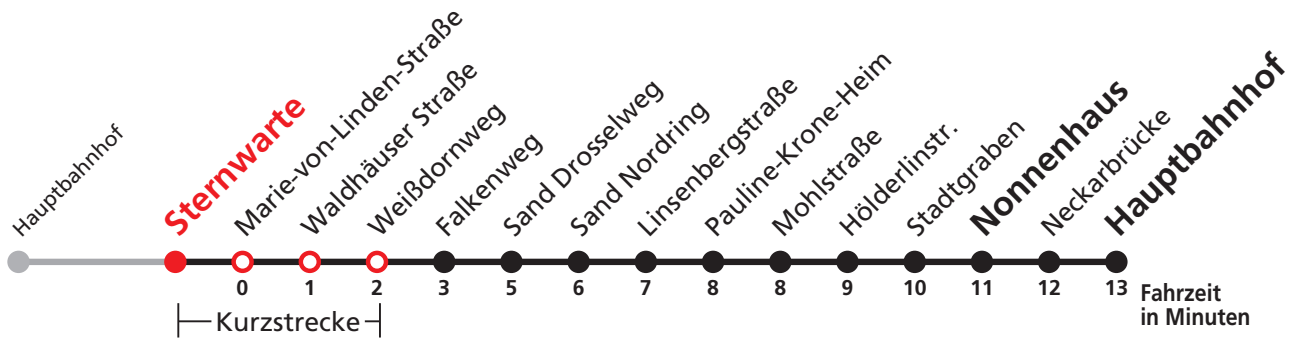 Hauptbahnhof
Sternwarte
Marie-von-Linden-Straße
Waldhäuser Straße
Weißdornweg
Falkenweg
Sand Drosselweg
Sand Nordring
Linsenbergstraße
Pauline-Krone-Heim
Mohlstraße
Hölderlinstr.
Stadtgraben
Nonnenhaus
Neckarbrücke
Hauptbahnhof
0 1 2 3 5 6 7 8 8 9 10 11 12 13 Fahrzeit
in Minuten
Kurzstrecke